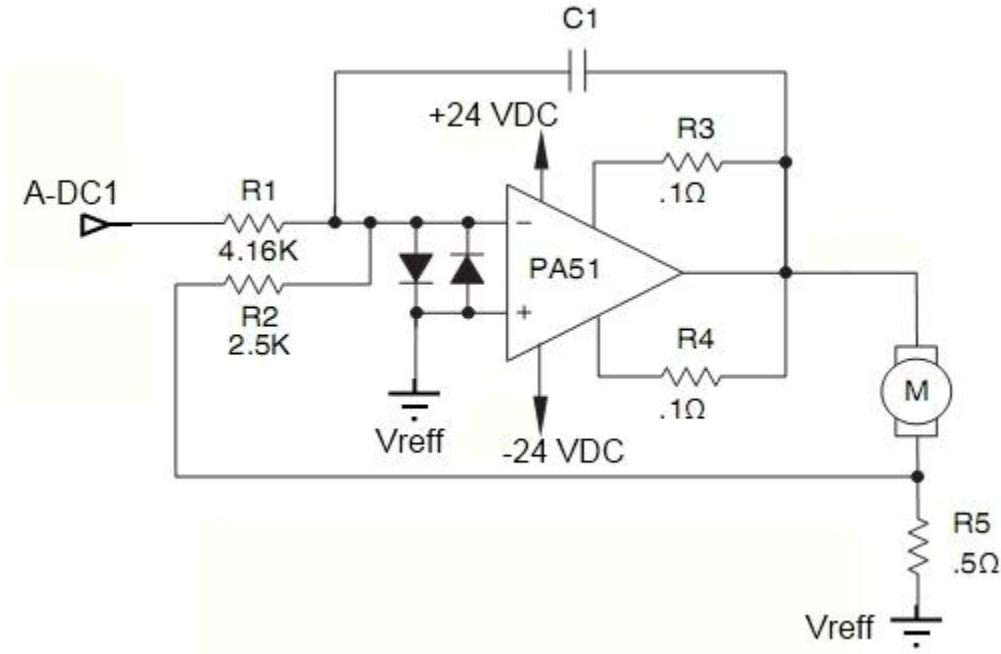 C1
+24 VDC
R3
.1Ω
A-DC1
R1
4.16K
R2
2.5K
−
PA51
+
R4
.1Ω
M
Vreff
-24 VDC
R5
.5Ω
Vreff